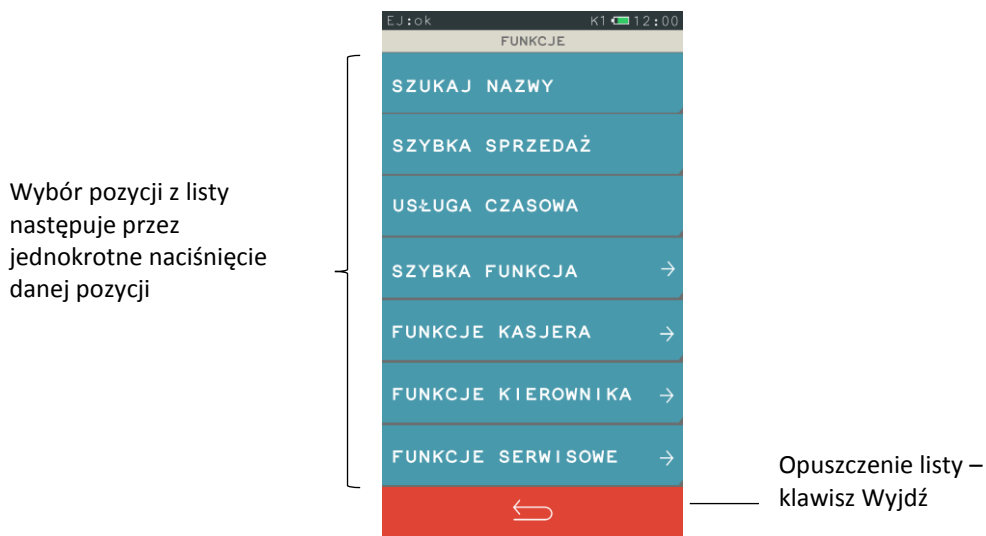 EJ:ok K1 12:00
FUNKCJE
SZUKAJ NAZWY
SZYBKA SPRZEDAŻ
USŁUGA CZASOWA
SZYBKA FUNKCJA →
FUNKCJE KASJERA →
FUNKCJE KIEROWNIKA →
FUNKCJE SERWISOWE →
Wybór pozycji z listy
następuje przez
jednokrotne naciśnięcie
danej pozycji
Opuszczenie listy –
klawisz Wyjdź